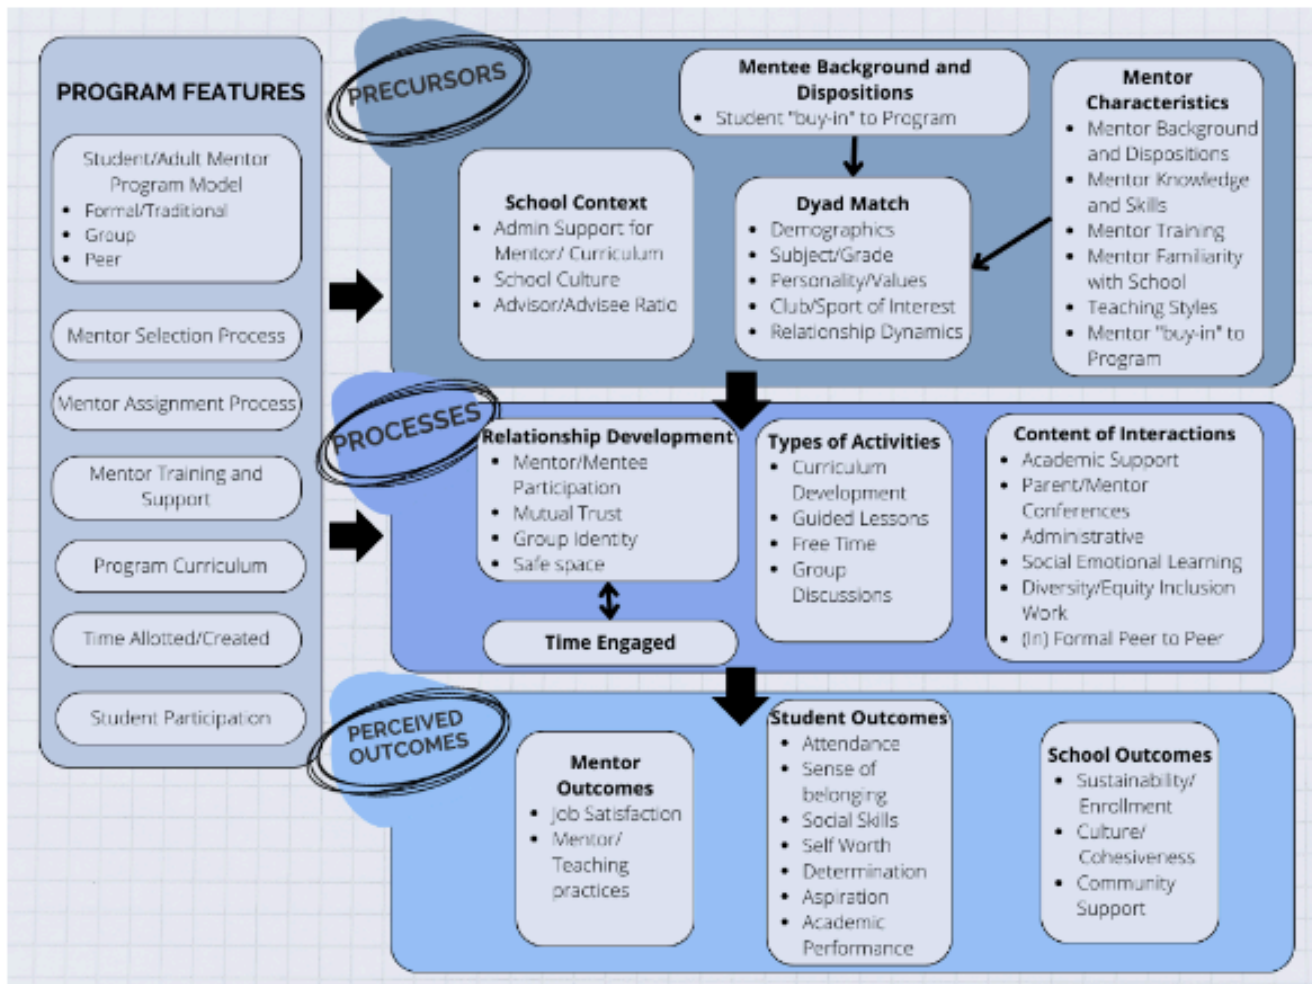 PROGRAM FEATURES
Student/Adult Mentor
Program Model
• Formal/Traditional
• Group
• Peer
Mentor Selection Process
Mentor Assignment Process
Mentor Training and
Support
Program Curriculum
Time Allotted/Created
Student Participation
PRECURSORS
School Context
• Admin Support for
Mentor/ Curriculum
• School Culture
• Advisor/Advisee Ratio
Mentee Background and
Dispositions
• Student "buy-in" to Program
Dyad Match
• Demographics
• Subject/Grade
• Personality/Values
• Club/Sport of Interest
• Relationship Dynamics
Mentor
Characteristics
• Mentor Background
and Dispositions
• Mentor Knowledge
and Skills
• Mentor Training
• Mentor Familiarity
with School
• Teaching Styles
• Mentor "buy-in" to
Program
PROCESSES
Relationship Development
• Mentor/Mentee
Participation
• Mutual Trust
• Group Identity
• Safe space
Time Engaged
Types of Activities
• Curriculum
Development
• Guided Lessons
• Free Time
• Group
Discussions
Content of Interactions
• Academic Support
• Parent/Mentor
Conferences
• Administrative
• Social Emotional Learning
• Diversity/Equity Inclusion
Work
• (In) Formal Peer to Peer
PERCEIVED
OUTCOMES
Mentor
Outcomes
• Job Satisfaction
• Mentor/
Teaching
practices
Student Outcomes
• Attendance
• Sense of
belonging
• Social Skills
• Self Worth
• Determination
• Aspiration
• Academic
Performance
School Outcomes
• Sustainability/
Enrollment
• Culture/
Cohesiveness
• Community
Support